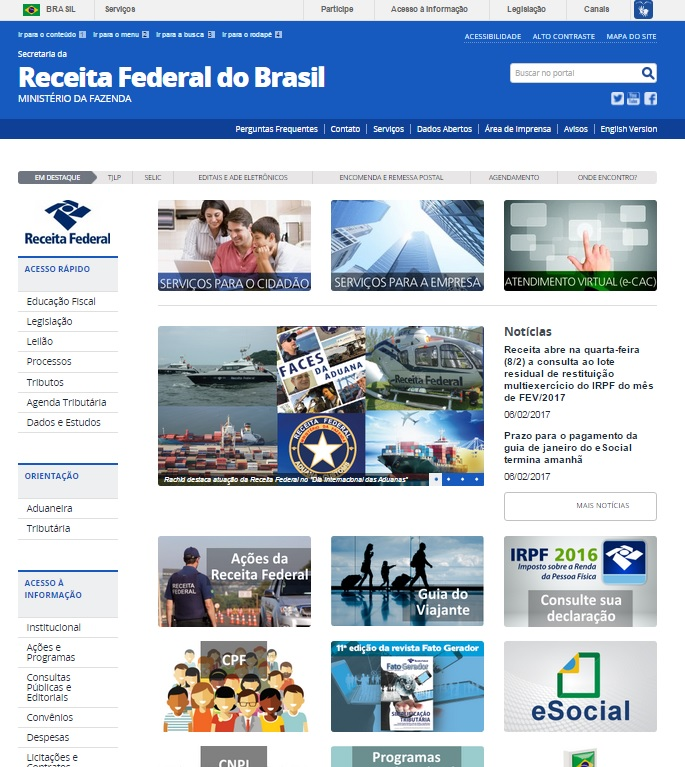 BRASIL Serviços Participe Acesso à informação Legislação Canais
Ir para o conteúdo 1 Ir para o menu 2 Ir para a busca 3 Ir para o rodapé 4
ACESSIBILIDADE ALTO CONTRASTE MAPA DO SITE
Secretaria da
Receita Federal do Brasil
MINISTÉRIO DA FAZENDA
Buscar no portal
Perguntas Frequentes Contato Serviços Dados Abertos Área de Imprensa Avisos English Version
EM DESTAQUE TJLP SELIC EDITAIS E ADE ELETRÔNICOS ENCOMENDA E REMESSA POSTAL AGENDAMENTO ONDE ENCONTRO?
Receita Federal
ACESSO RÁPIDO
Educação Fiscal
Legislação
Leilão
Processos
Tributos
Agenda Tributária
Dados e Estudos
ORIENTAÇÃO
Aduaneira
Tributária
ACESSO À
INFORMAÇÃO
Institucional
Ações e
Programas
Consultas
Públicas e
Editoriais
Convênios
Despesas
Licitações e
Contratos
SERVIÇOS PARA O CIDADÃO
SERVIÇOS PARA A EMPRESA
ATENDIMENTO VIRTUAL (e-CAC)
FACES
DA
ADUANA
Receita Federal
RECEITA FEDERAL
ADUANA
Rachid destaca atuação da Receita Federal no "Dia Internacional das Aduanas"
Notícias
Receita abre na quarta-feira
(8/2) a consulta ao lote
residual de restituição
multiexercício do IRPF do mês
de FEV/2017
06/02/2017
Prazo para o pagamento da
guia de janeiro do eSocial
termina amanhã
06/02/2017
MAIS NOTÍCIAS
RECEITA
FEDERAL
Ações da
Receita Federal
Guia do
Viajante
IRPF 2016
Imposto sobre a Renda
da Pessoa Física
Consulte sua
declaração
CPF
11ª edição da revista Fato Gerador
Fato Gerador
SIMPLIFICAÇÃO
TRIBUTÁRIA
eSocial
CNPJ
Programas